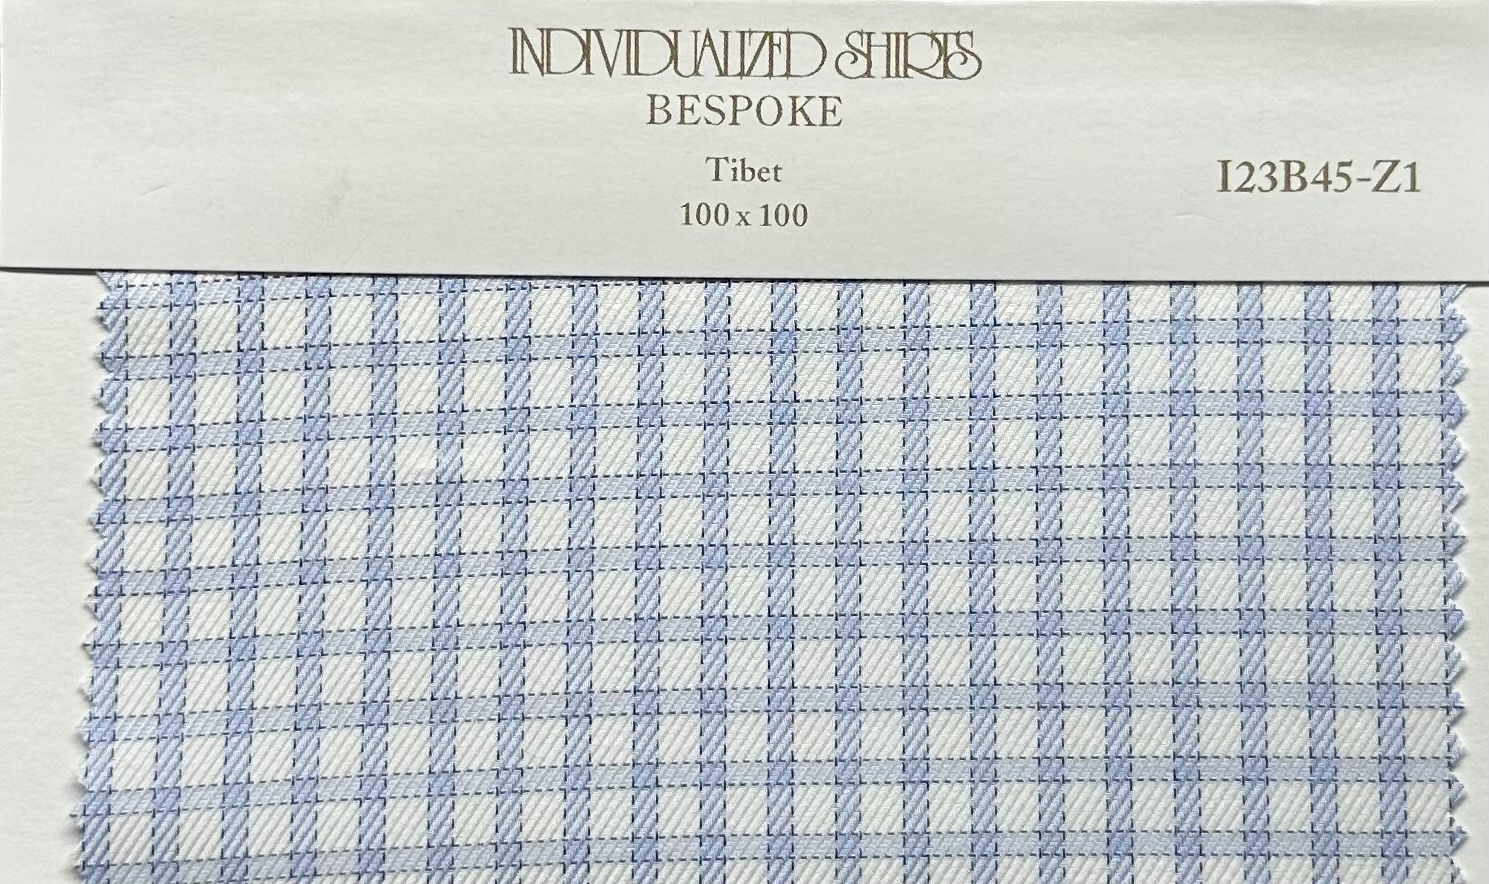 INDIVIDUALIZED SHIRTS
BESPOKE
Tibet
100 x 100
I23B45-Z1